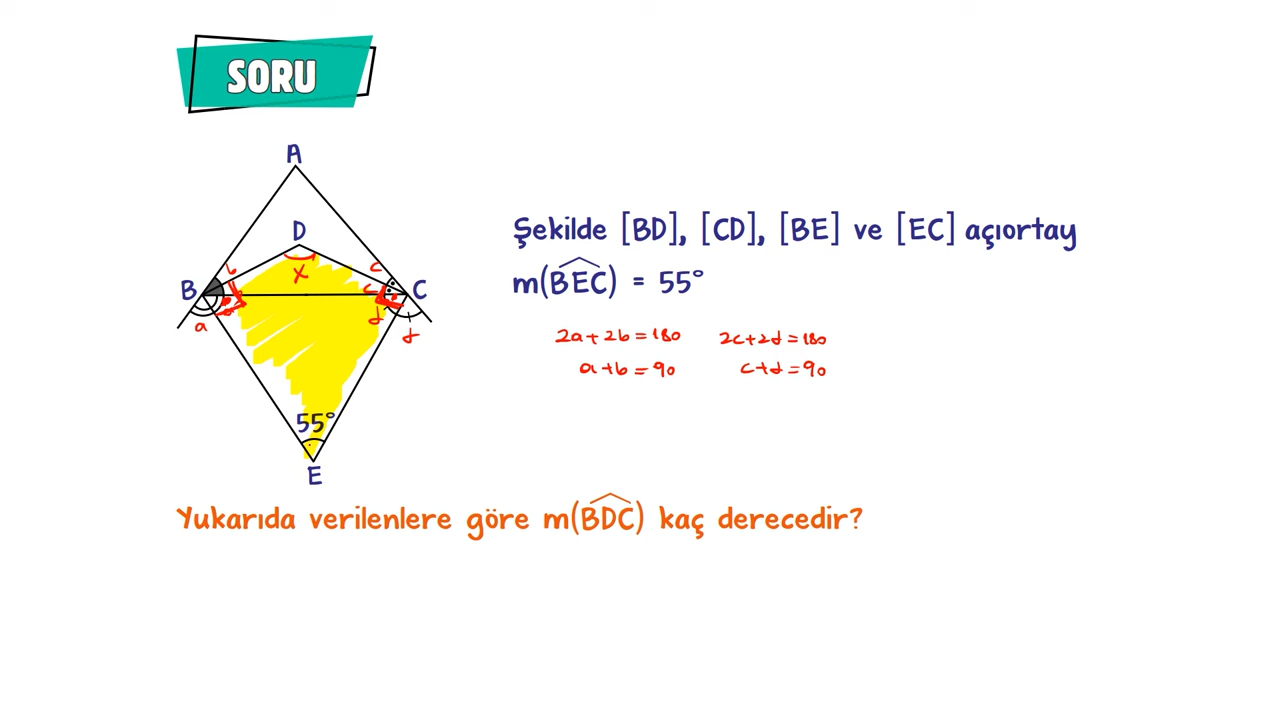 SORU
A
D
b
c
x
B
c
C
a
d
d
55°
E
Şekilde [BD], [CD], [BE] ve [EC] açıortay
m(BEC) = 55°
2a+2b=180 2c+2d=180
a+b=90 c+d=90
Yukarıda verilenlere göre m(BDC) kaç derecedir?